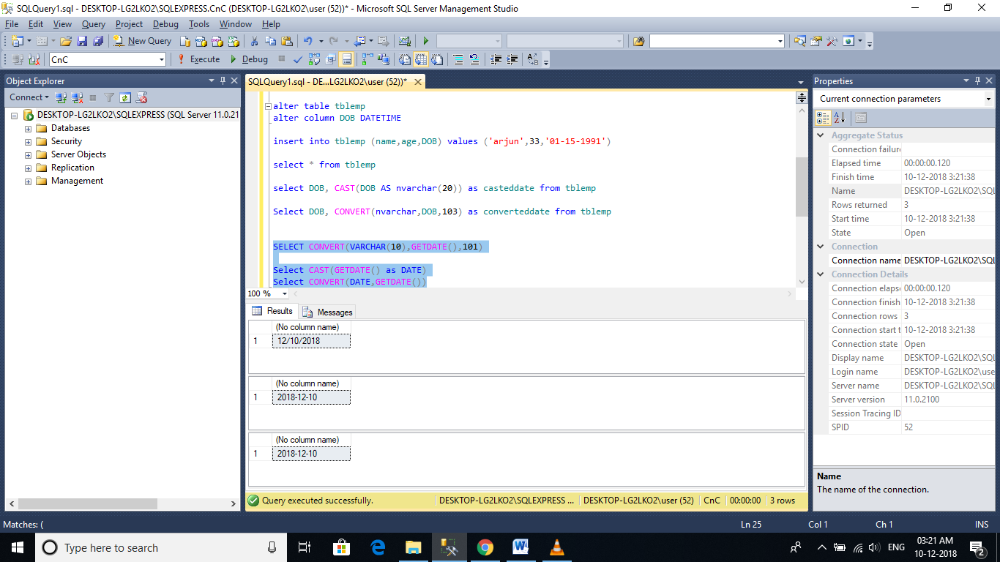 SQLQuery1.sql - DESKTOP-LG2LKO2\SQLEXPRESS.CnC (DESKTOP-LG2LKO2\user (52))* - Microsoft SQL Server Management Studio
File Edit View Query Project Debug Tools Window Help
New Query
CnC Execute Debug
Object Explorer
Connect
DESKTOP-LG2LKO2\SQLEXPRESS (SQL Server 11.0.21
Databases
Security
Server Objects
Replication
Management
SQLQuery1.sql - DE...LG2LKO2\user (52))*
alter table tblemp
alter column DOB DATETIME
insert into tblemp (name,age,DOB) values ('arjun',33,'01-15-1991')
select * from tblemp
select DOB, CAST(DOB AS nvarchar(20)) as casteddate from tblemp
Select DOB, CONVERT(nvarchar,DOB,103) as converteddate from tblemp
SELECT CONVERT(VARCHAR(10),GETDATE(),101)
Select CAST(GETDATE() as DATE)
Select CONVERT(DATE,GETDATE())
100 %
Results Messages
(No column name)
1 12/10/2018
(No column name)
1 2018-12-10
(No column name)
1 2018-12-10
Query executed successfully. DESKTOP-LG2LKO2\SQLEXPRESS ... DESKTOP-LG2LKO2\user (52) CnC 00:00:00 3 rows
Properties
Current connection parameters
Aggregate Status
Connection failure
Elapsed time 00:00:00.120
Finish time 10-12-2018 3:21:38
Name DESKTOP-LG2LKO2\SQL
Rows returned 3
Start time 10-12-2018 3:21:38
State Open
Connection
Connection name DESKTOP-LG2LKO2\SQL
Connection Details
Connection elaps 00:00:00.120
Connection finish 10-12-2018 3:21:38
Connection rows 3
Connection start t 10-12-2018 3:21:38
Connection state Open
Display name DESKTOP-LG2LKO2\SQL
Login name DESKTOP-LG2LKO2\use
Server name DESKTOP-LG2LKO2\SQL
Server version 11.0.2100
Session Tracing ID
SPID 52
Name
The name of the connection.
Matches: ( Ln 25 Col 1 Ch 1 INS
Type here to search
ENG
03:21 AM
10-12-2018
2